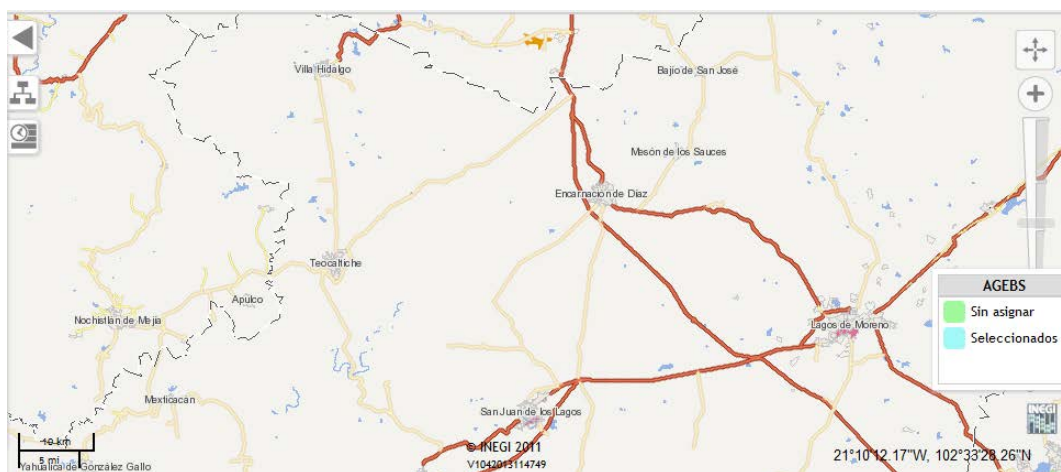 Villa Hidalgo
Bajío de San José
Mesón de los Sauces
Encarnación de Díaz
Teocaltiche
Apulco
Nochistlán de Mejía
AGEBS
Sin asignar
Seleccionados
Lagos de Moreno
Mexticacán
San Juan de los Lagos
10 km
5 mi
© INEGI 2011
V1042013114749
21°10'12.17"W, 102°33'28.26"N
INEGI
Yahualica de González Gallo